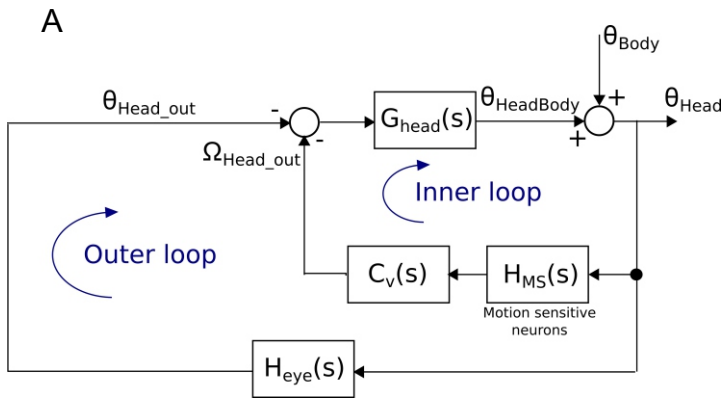 A
θBody
θHead_out
-
Ghead(s)
θHeadBody
+
θHead
+
-
ΩHead_out
Inner loop
Outer loop
Cv(s)
HMS(s)
Motion sensitive
neurons
Heye(s)